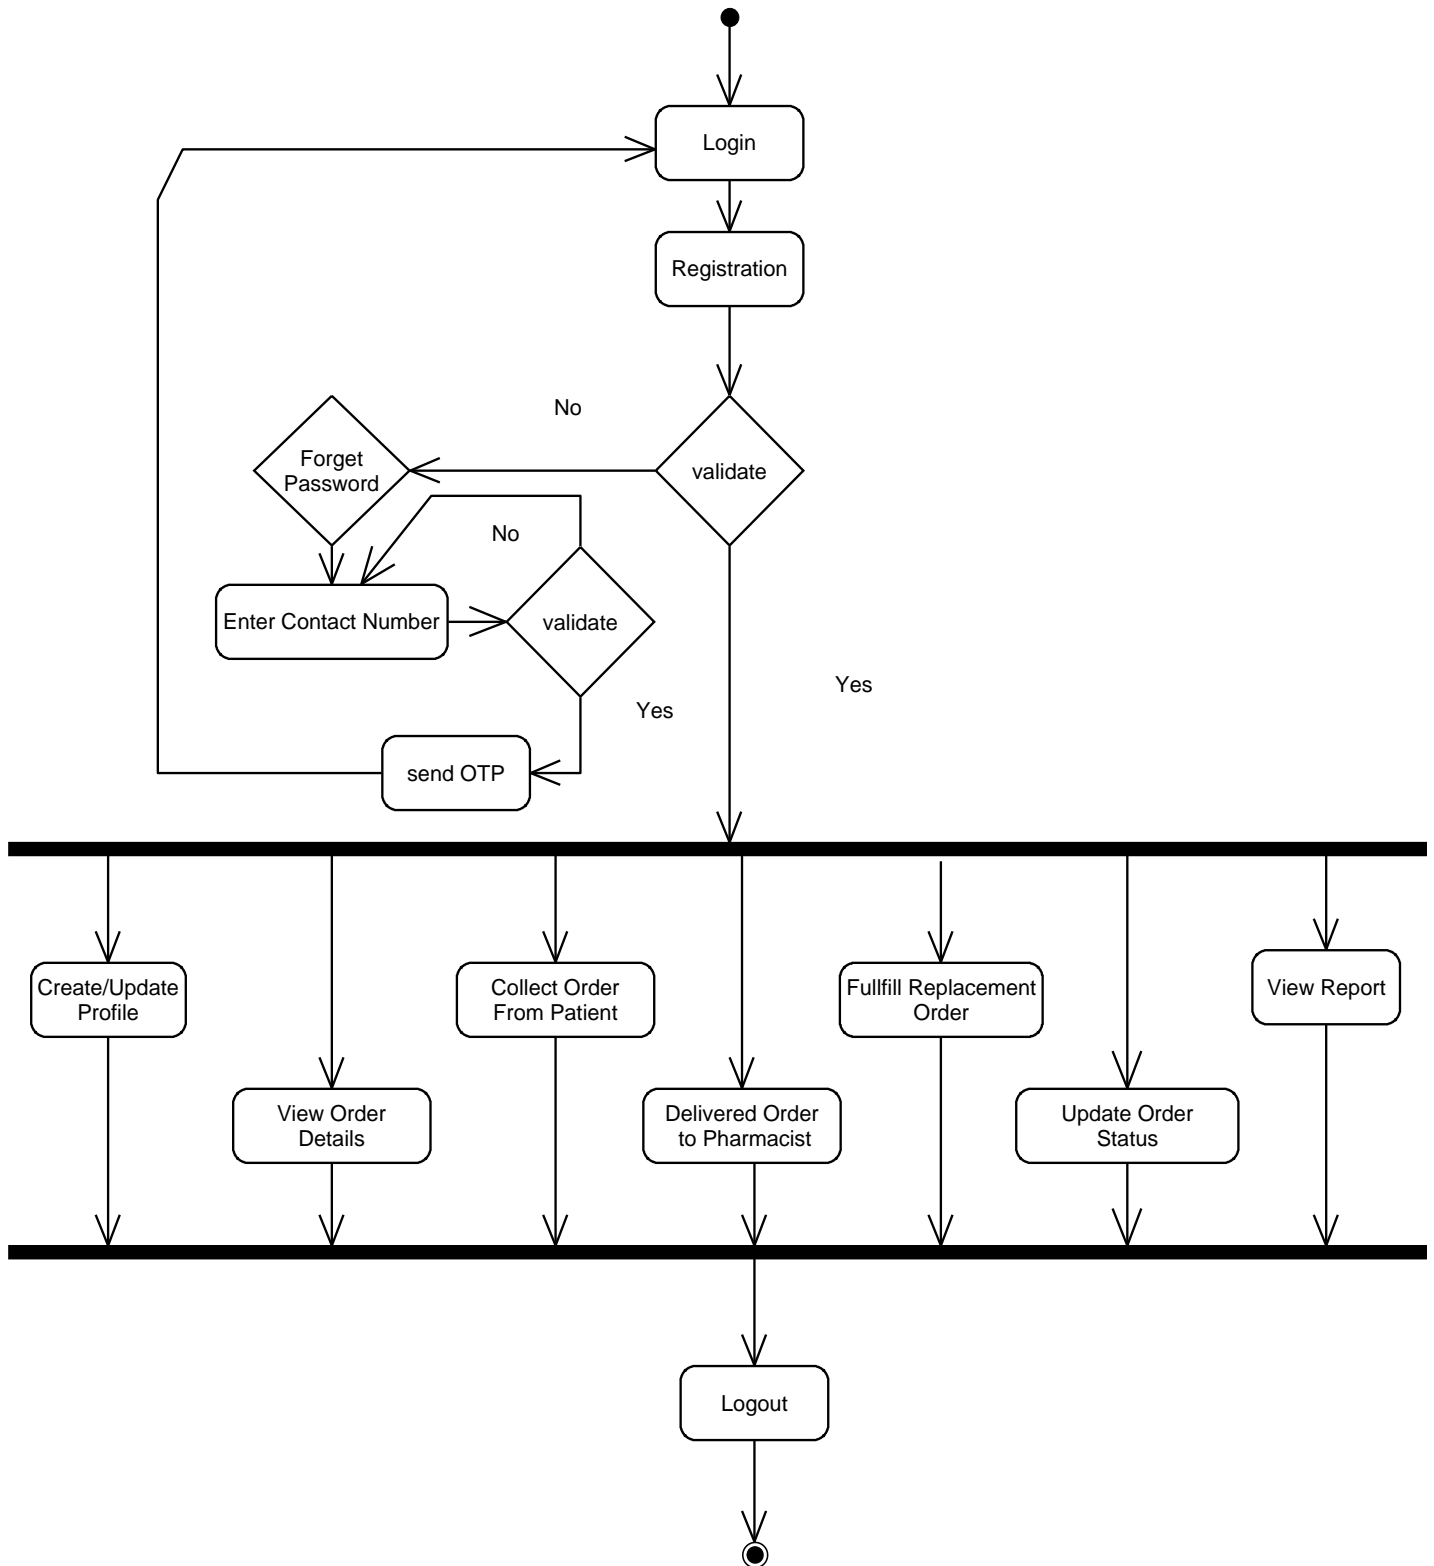 Login
Registration
No
Forget
Password
validate
No
Enter Contact Number
validate
Yes
Yes
send OTP
Create/Update
Profile
Collect Order
From Patient
Fullfill Replacement
Order
View Report
View Order
Details
Delivered Order
to Pharmacist
Update Order
Status
Logout